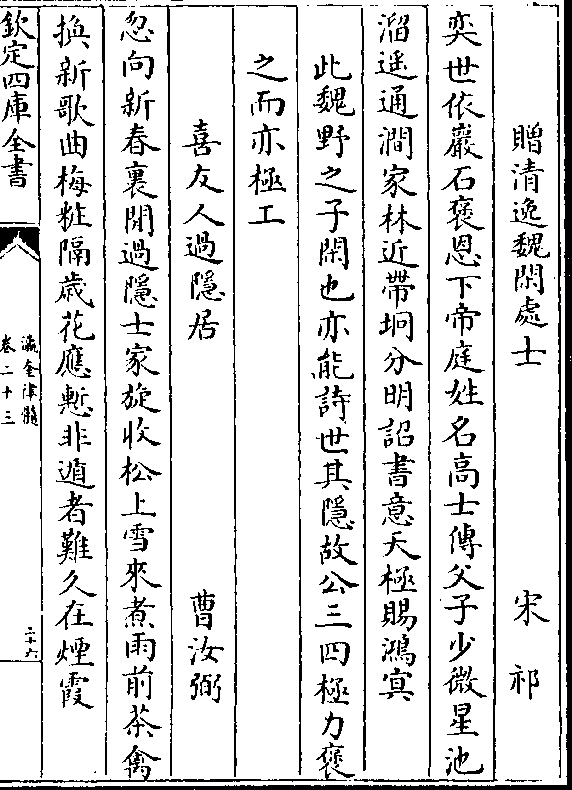 贈清逸魏閑處士　宋祁
奕世依巖石褒恩下帝庭姓名高士傳父子少微星池
溜遥通澗家林近帶坰分明詔書意天極賜鴻㝠
此魏野之子閑也亦能詩世其隱故公三四極力褒
之而亦極工
喜友人過隱居　曹汝弼
忽向新春裏閑過隱士家旋收松上雪來煮雨前茶禽
換新歌曲梅粧隔歳花應慙非遁者難久在煙霞
欽定四庫全書
瀛奎律髓
卷二十三
二十六